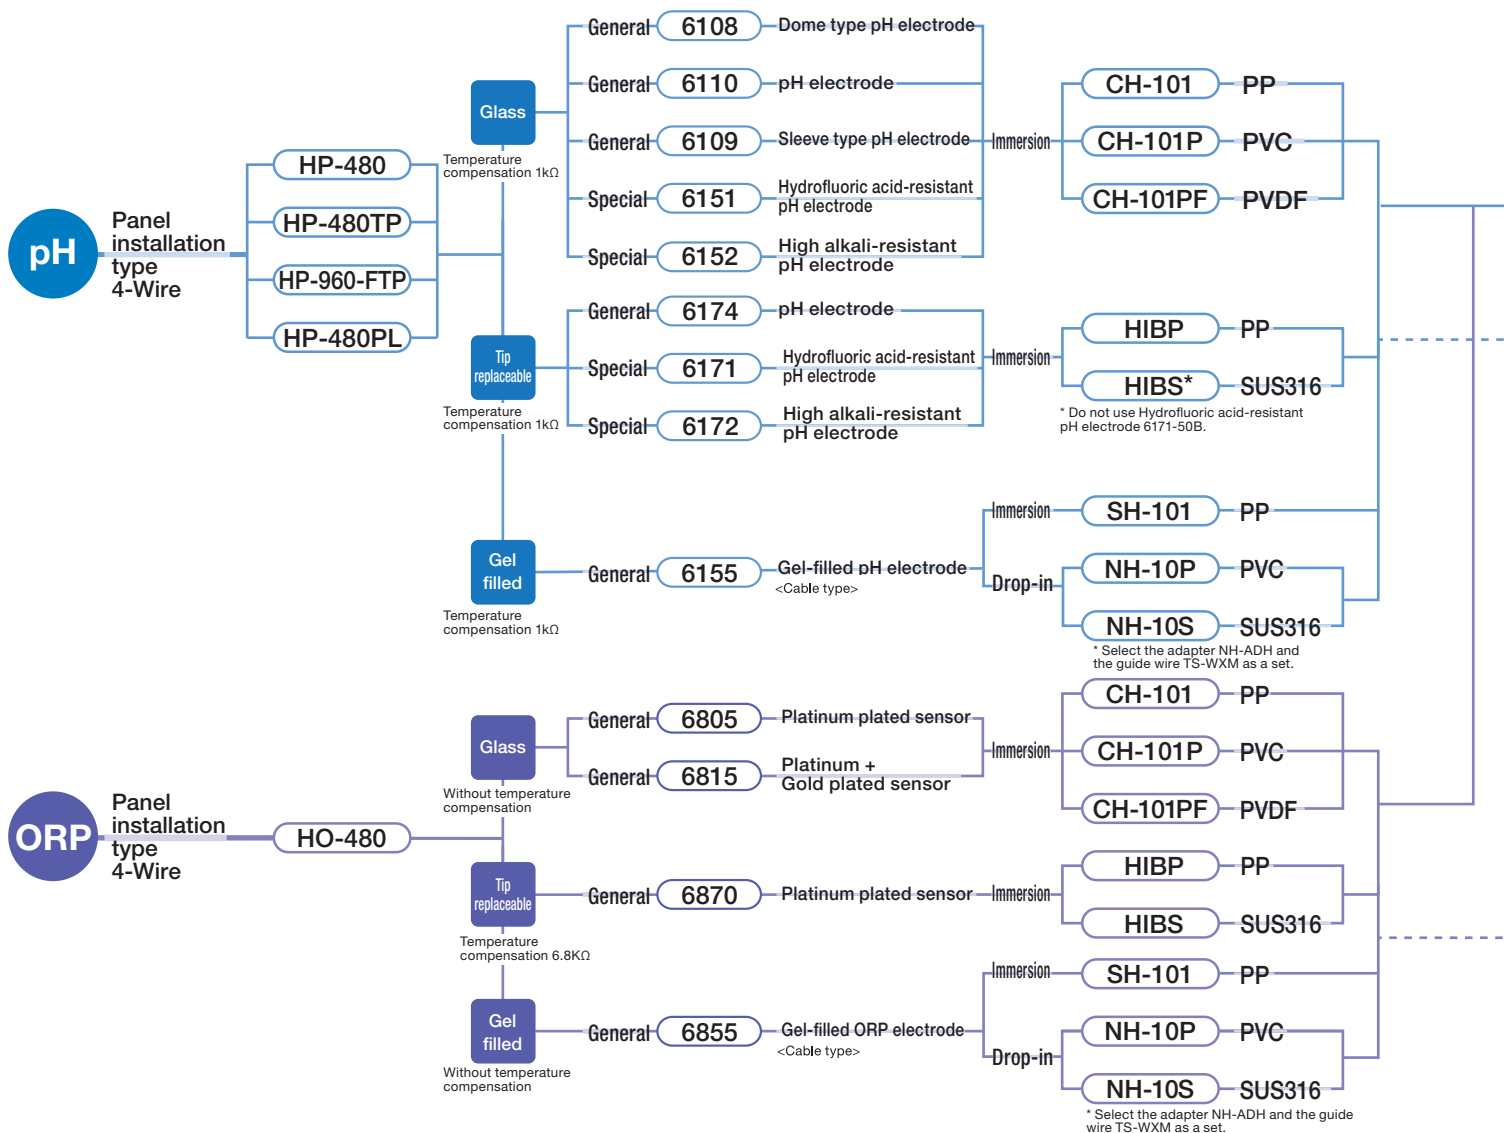 pH
Panel
installation
type
4-Wire
HP-480
HP-480TP
HP-960-FTP
HP-480PL
Glass
Temperature
compensation 1kΩ
General 6108 Dome type pH electrode
General 6110 pH electrode
General 6109 Sleeve type pH electrode
Special 6151 Hydrofluoric acid-resistant
pH electrode
Special 6152 High alkali-resistant
pH electrode
Immersion
CH-101 PP
CH-101P PVC
CH-101PF PVDF
Tip
replaceable
Temperature
compensation 1kΩ
General 6174 pH electrode
Special 6171 Hydrofluoric acid-resistant
pH electrode
Special 6172 High alkali-resistant
pH electrode
Immersion
HIBP PP
HIBS* SUS316
* Do not use Hydrofluoric acid-resistant
pH electrode 6171-50B.
Gel
filled
Temperature
compensation 1kΩ
General 6155 Gel-filled pH electrode
<Cable type>
Immersion SH-101 PP
Drop-in
NH-10P PVC
NH-10S SUS316
* Select the adapter NH-ADH and
the guide wire TS-WXM as a set.
ORP
Panel
installation
type
4-Wire
HO-480
Glass
Without temperature
compensation
General 6805 Platinum plated sensor
General 6815 Platinum +
Gold plated sensor
Immersion
CH-101 PP
CH-101P PVC
CH-101PF PVDF
Tip
replaceable
Temperature
compensation 6.8KΩ
General 6870 Platinum plated sensor
Immersion
HIBP PP
HIBS SUS316
Gel
filled
Without temperature
compensation
General 6855 Gel-filled ORP electrode
<Cable type>
Immersion SH-101 PP
Drop-in
NH-10P PVC
NH-10S SUS316
* Select the adapter NH-ADH and the guide
wire TS-WXM as a set.